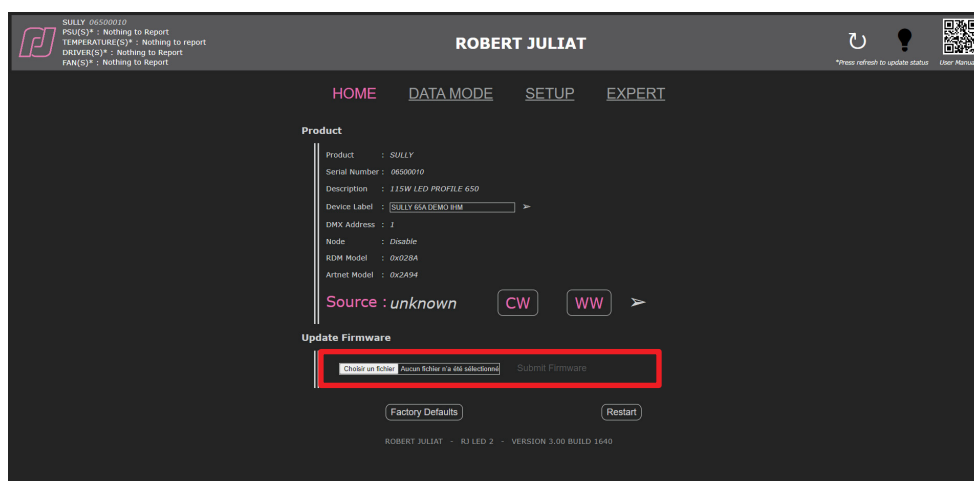 SULLY 06500010
PSU(S)* : Nothing to Report
TEMPERATURE(S)* : Nothing to report
DRIVER(S)* : Nothing to Report
FAN(S)* : Nothing to Report
ROBERT JULIAT
*Press refresh to update status
User Manua
HOME DATA MODE SETUP EXPERT
Product
Product : SULLY
Serial Number : 06500010
Description : 115W LED PROFILE 650
Device Label : SULLY 65A DEMO IHM
DMX Address : 1
Node : Disable
RDM Model : 0x028A
Artnet Model : 0x2A94
Source : unknown CW WW
Update Firmware
Choisir un fichier Aucun fichier n'a été sélectionné Submit Firmware
Factory Defaults Restart
ROBERT JULIAT - RJ LED 2 - VERSION 3.00 BUILD 1640